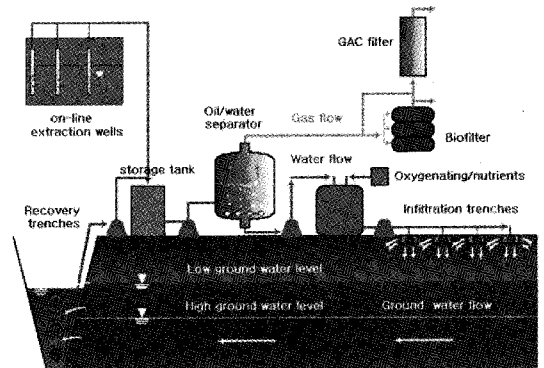 GAC filter
on-line
extraction wells
Oil/water
separator
Gas flow
Biofilter
storage tank
Water flow
Oxygenating/nutrients
Recovery
trenches
Infiltration trenches
Low ground water level
High ground water level
Ground water flow